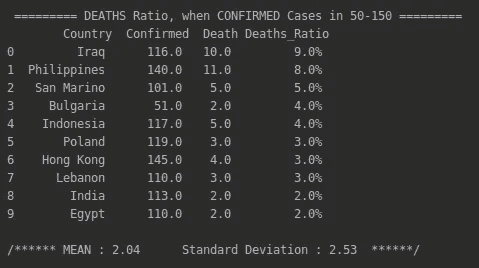 ========= DEATHS Ratio, when CONFIRMED Cases in 50-150 =========
Country Confirmed Death Deaths_Ratio
0 Iraq 116.0 10.0 9.0%
1 Philippines 140.0 11.0 8.0%
2 San Marino 101.0 5.0 5.0%
3 Bulgaria 51.0 2.0 4.0%
4 Indonesia 117.0 5.0 4.0%
5 Poland 119.0 3.0 3.0%
6 Hong Kong 145.0 4.0 3.0%
7 Lebanon 110.0 3.0 3.0%
8 India 113.0 2.0 2.0%
9 Egypt 110.0 2.0 2.0%
/****** MEAN : 2.04 Standard Deviation : 2.53 ******/